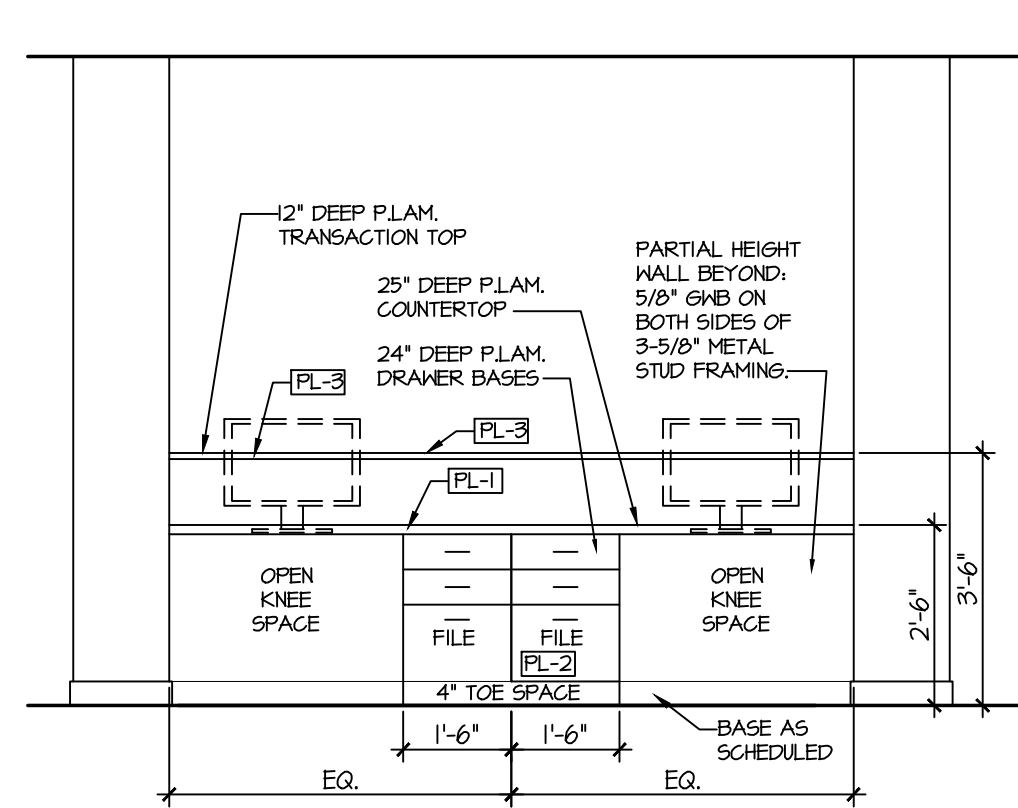 12" DEEP P.LAM.
TRANSACTION TOP
PARTIAL HEIGHT
WALL BEYOND:
5/8" GWB ON
BOTH SIDES OF
3-5/8" METAL
STUD FRAMING.
25" DEEP P.LAM.
COUNTERTOP
24" DEEP P.LAM.
DRAWER BASES
PL-3
PL-3
PL-1
OPEN
KNEE
SPACE
OPEN
KNEE
SPACE
FILE
FILE
PL-2
4" TOE SPACE
2'-6"
3'-6"
1'-6"
1'-6"
BASE AS
SCHEDULED
EQ.
EQ.